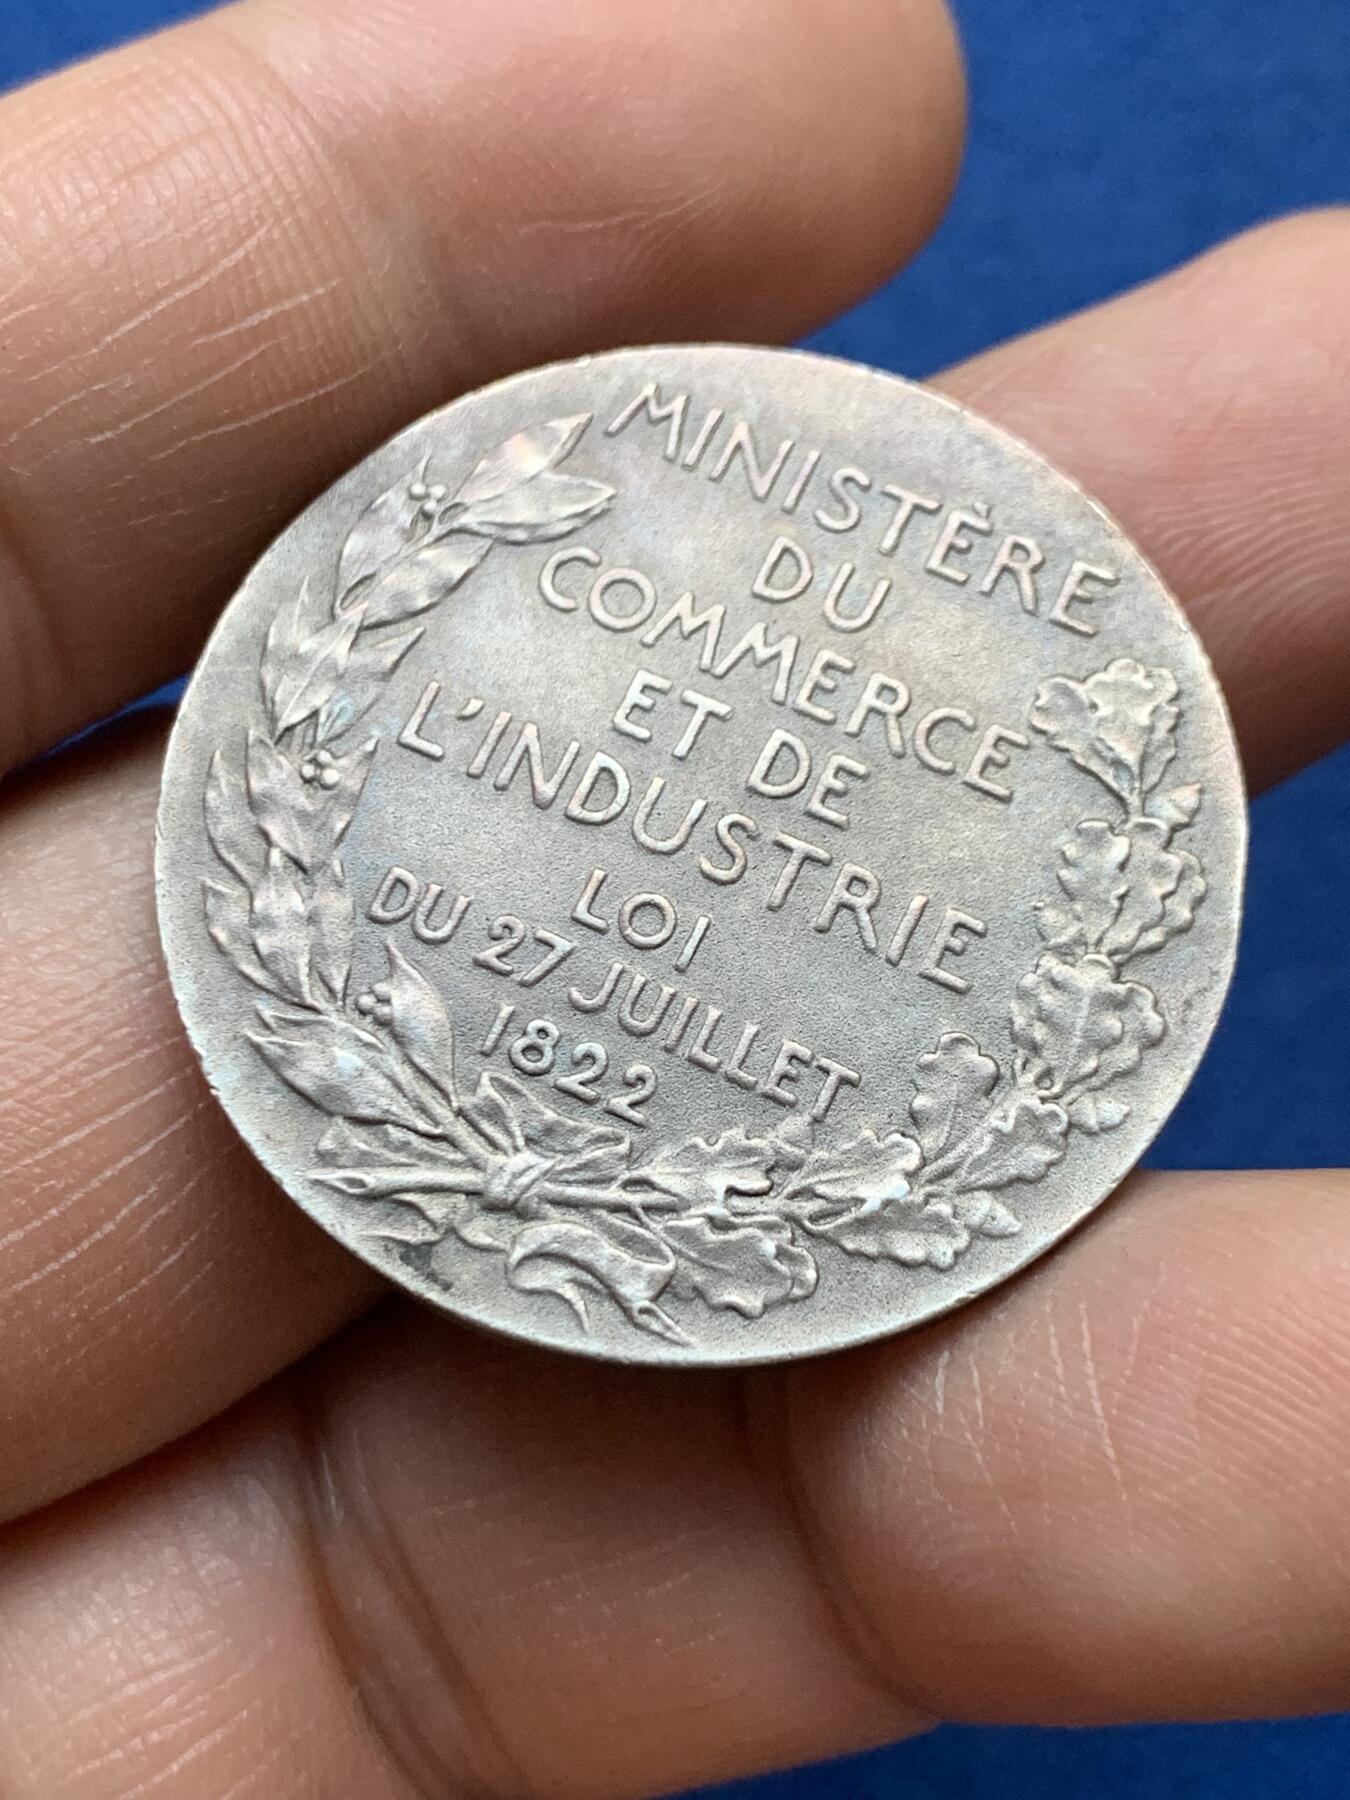 MINISTÈRE
DU
COMMERCE
ET DE
L'INDUSTRIE
LOI
DU 27 JUILLET
1822